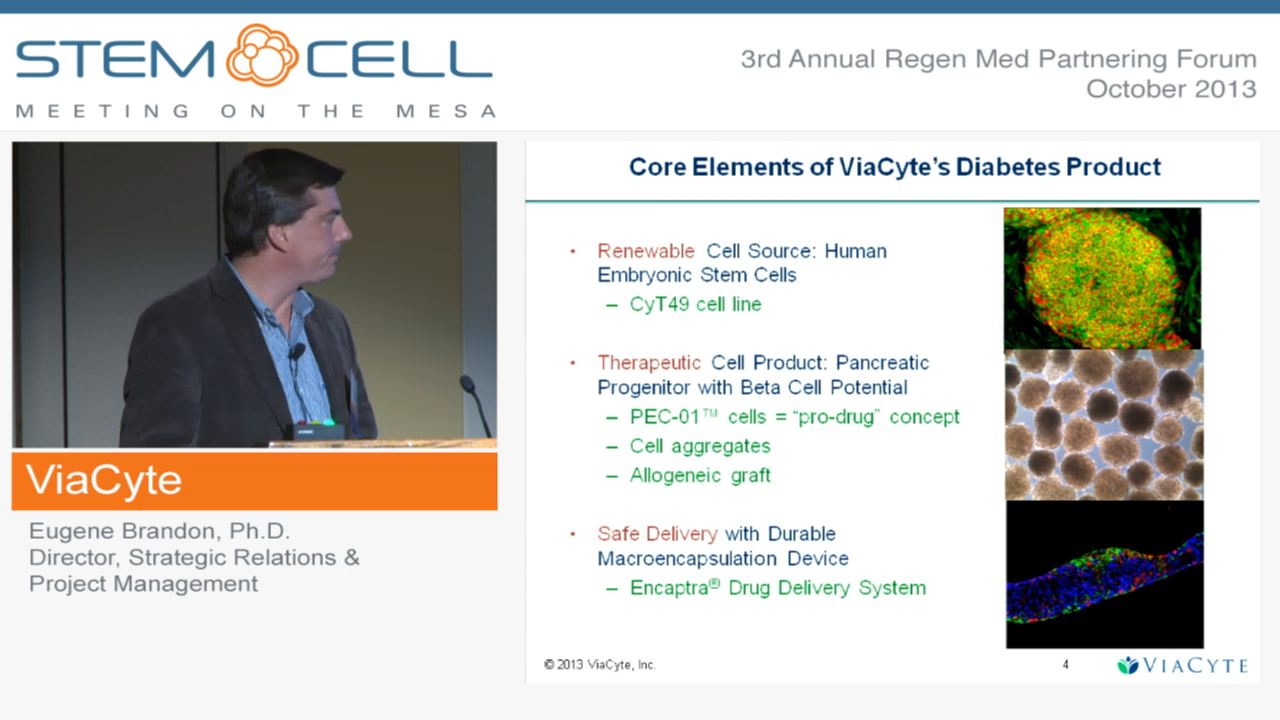 STEM CELL
MEETING ON THE MESA
3rd Annual Regen Med Partnering Forum
October 2013
ViaCyte
Eugene Brandon, Ph.D.
Director, Strategic Relations &
Project Management
Core Elements of ViaCyte's Diabetes Product
• Renewable Cell Source: Human
Embryonic Stem Cells
– CyT49 cell line
• Therapeutic Cell Product: Pancreatic
Progenitor with Beta Cell Potential
– PEC-01™ cells = “pro-drug” concept
– Cell aggregates
– Allogeneic graft
• Safe Delivery with Durable
Macroencapsulation Device
– Encaptra® Drug Delivery System
© 2013 ViaCyte, Inc.
4
VIACYTE